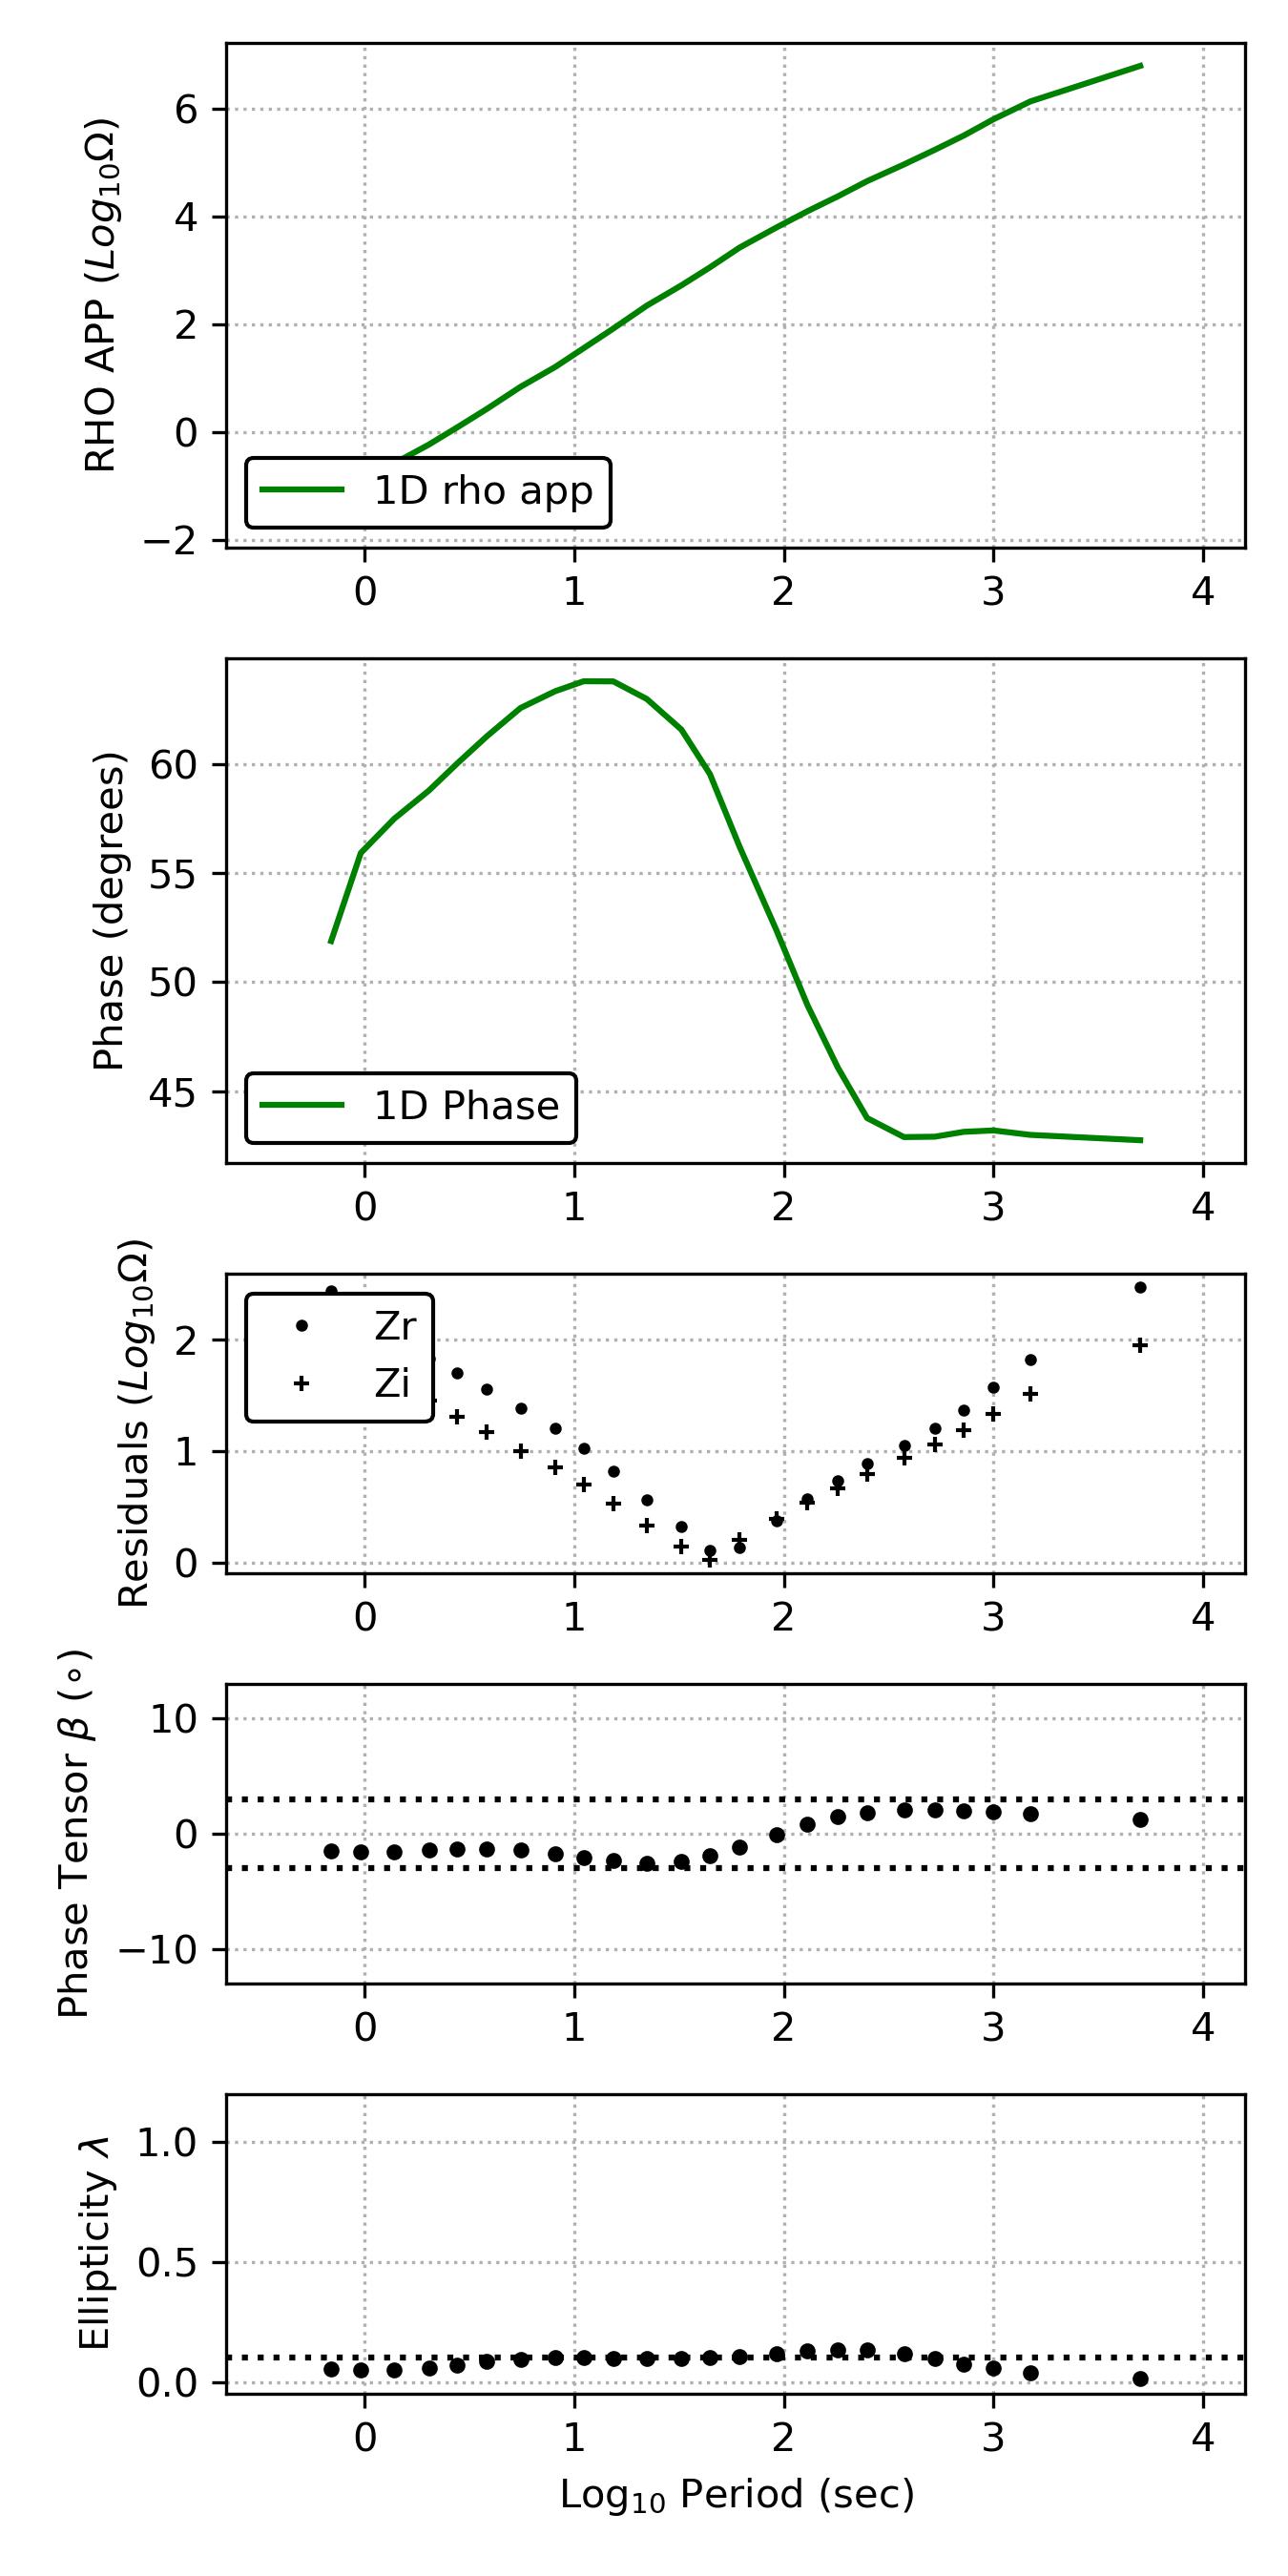 RHO APP (Log₁₀Ω)
6
4
2
0
−2
1D rho app
0 1 2 3 4
Phase (degrees)
60
55
50
45
1D Phase
0 1 2 3 4
Residuals (Log₁₀Ω)
2
1
0
Zr
Zi
0 1 2 3 4
Phase Tensor β (∘)
10
0
−10
0 1 2 3 4
Ellipticity λ
1.0
0.5
0.0
0 1 2 3 4
Log₁₀ Period (sec)